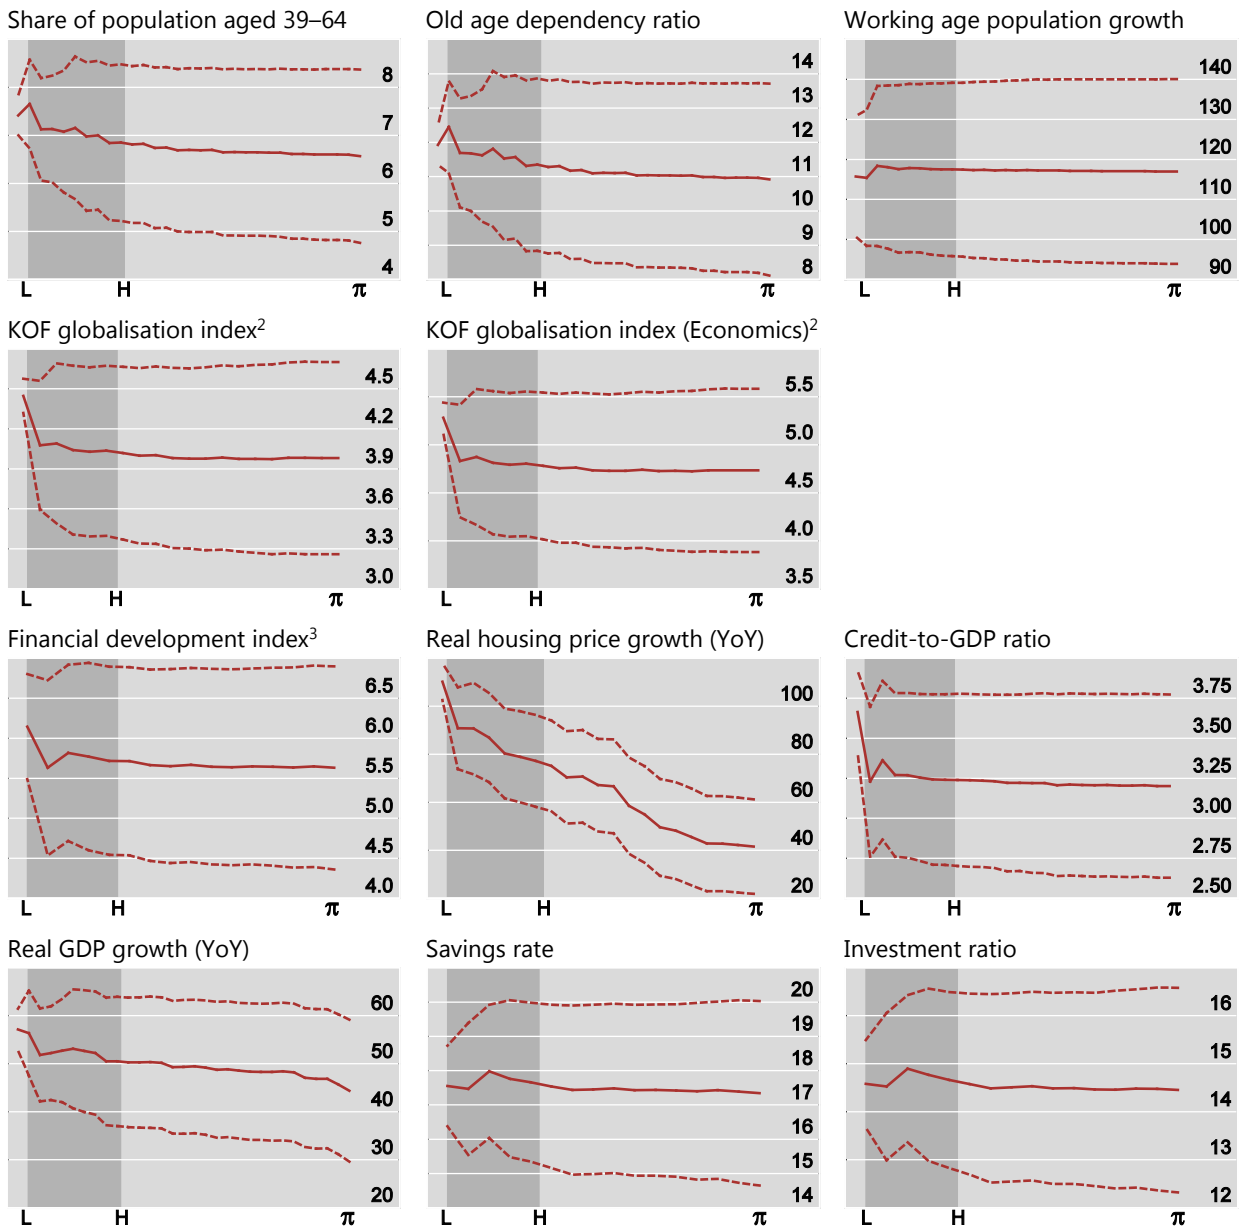 Share of population aged 39–64
Old age dependency ratio
Working age population growth
8
7
6
5
4
L H π
14
13
12
11
10
9
8
L H π
140
130
120
110
100
90
L H π
KOF globalisation index2
KOF globalisation index (Economics)2
4.5
4.2
3.9
3.6
3.3
3.0
L H π
5.5
5.0
4.5
4.0
3.5
L H π
Financial development index3
Real housing price growth (YoY)
Credit-to-GDP ratio
6.5
6.0
5.5
5.0
4.5
4.0
L H π
100
80
60
40
20
L H π
3.75
3.50
3.25
3.00
2.75
2.50
L H π
Real GDP growth (YoY)
Savings rate
Investment ratio
60
50
40
30
20
L H π
20
19
18
17
16
15
14
L H π
16
15
14
13
12
L H π